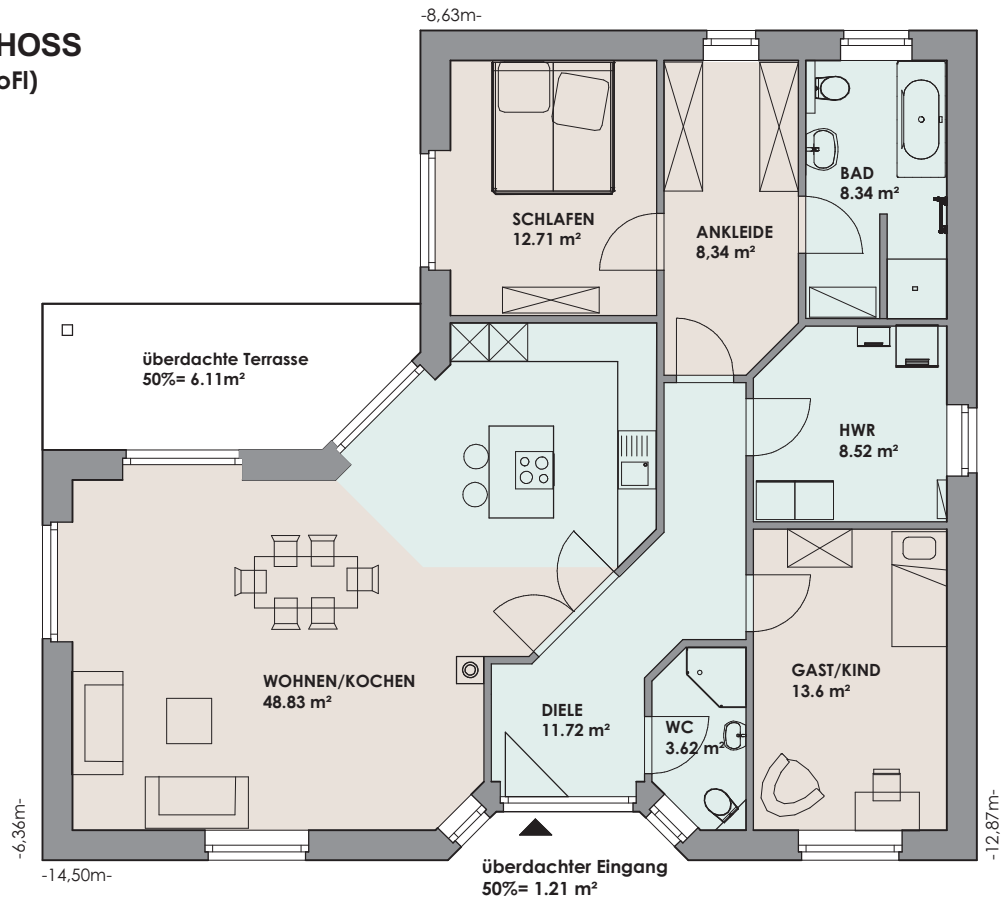 -8,63m-
HOSS
oFl)
BAD
8.34 m²
SCHLAFEN
12.71 m²
ANKLEIDE
8,34 m²
überdachte Terrasse
50%= 6.11m²
HWR
8.52 m²
WOHNEN/KOCHEN
48.83 m²
GAST/KIND
13.6 m²
DIELE
11.72 m²
WC
3.62 m²
-6,36m-
-12,87m-
-14,50m-
überdachter Eingang
50%= 1.21 m²